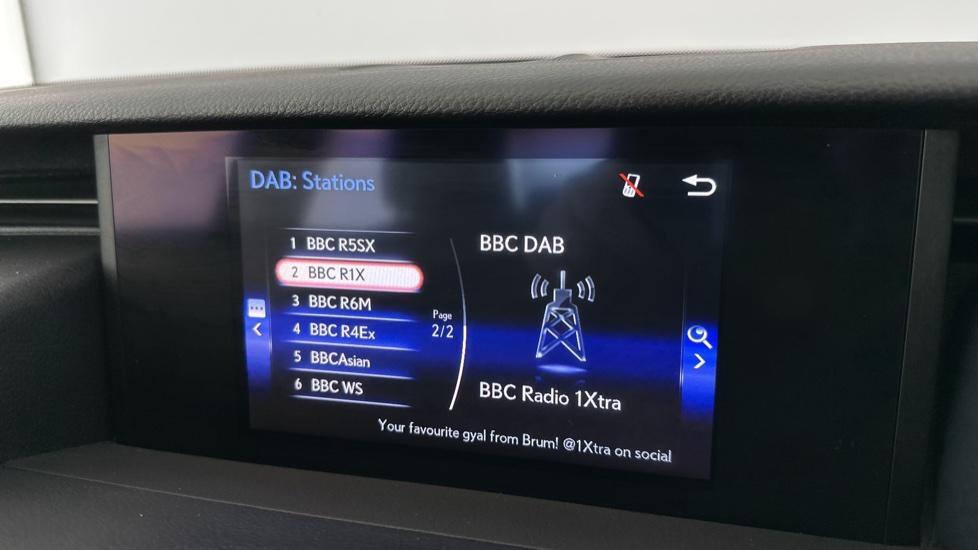 DAB: Stations
1 BBC R5SX
2 BBC R1X
3 BBC R6M
4 BBC R4Ex
5 BBCAsian
6 BBC WS
Page
2/2
BBC DAB
BBC Radio 1Xtra
Your favourite gyal from Brum! @1Xtra on social